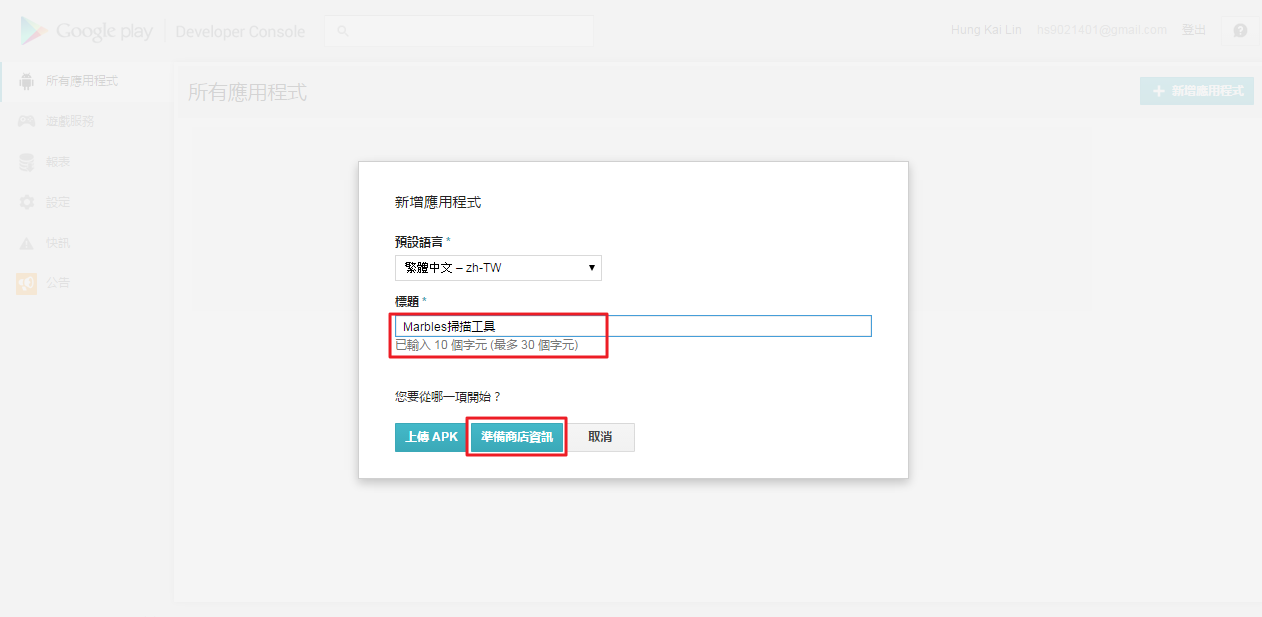 Google play Developer Console
Hung Kai Lin hs9021401@gmail.com 登出
所有應用程式
遊戲服務
報表
設定
快訊
公告
所有應用程式
新增應用程式
新增應用程式
預設語言 *
繁體中文 – zh-TW
標題 *
Marbles掃描工具
已輸入 10 個字元 (最多 30 個字元)
您要從哪一項開始？
上傳 APK 準備商店資訊 取消